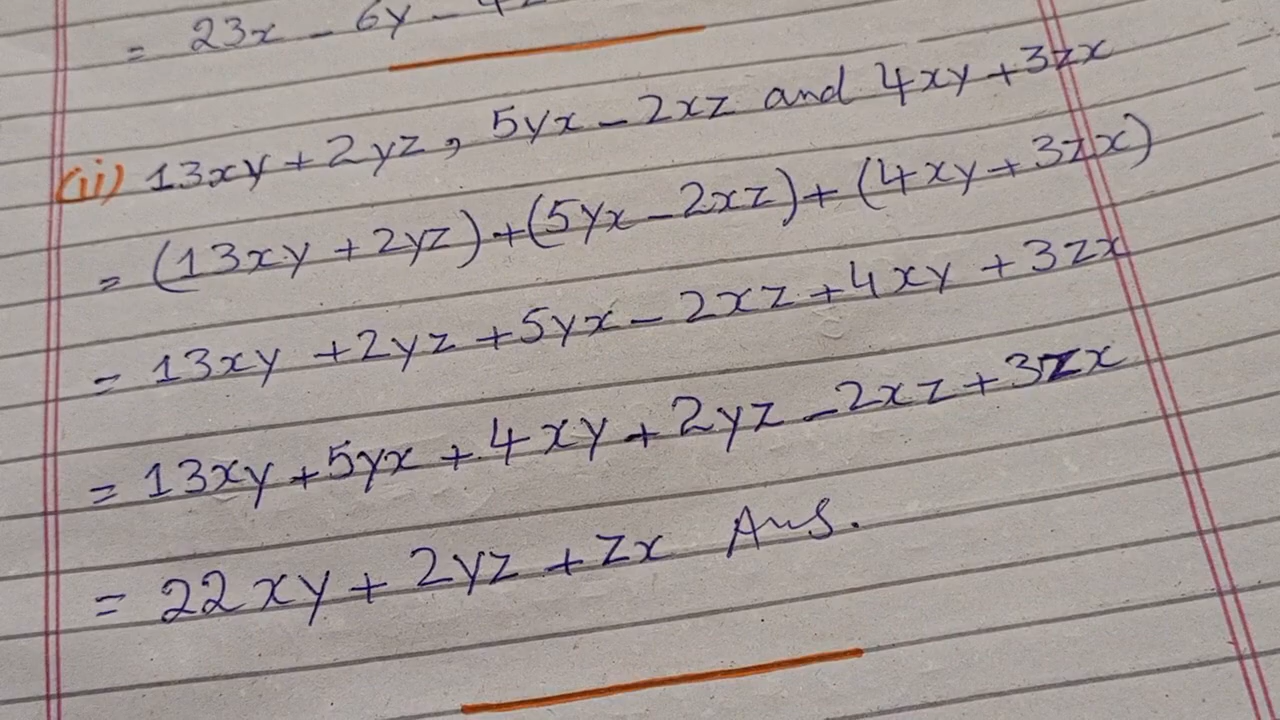 = 23x - 6y - 4
(ii) 13xy + 2yz, 5yx - 2xz and 4xy + 3zx
= (13xy + 2yz) + (5yx - 2xz) + (4xy + 3zx)
= 13xy + 2yz + 5yx - 2xz + 4xy + 3zx
= 13xy + 5yx + 4xy + 2yz - 2xz + 3zx
= 22xy + 2yz + zx Ans.